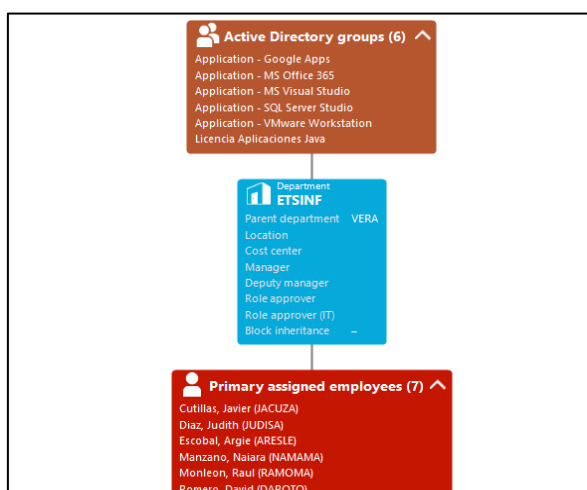 Active Directory groups (6)
Application - Google Apps
Application - MS Office 365
Application - MS Visual Studio
Application - SQL Server Studio
Application - VMware Workstation
Licencia Aplicaciones Java
Department
ETSINF
Parent department VERA
Location
Cost center
Manager
Deputy manager
Role approver
Role approver (IT)
Block inheritance –
Primary assigned employees (7)
Cutillas, Javier (JACUZA)
Diaz, Judith (JUDISA)
Escobal, Argie (ARESLE)
Manzano, Naiara (NAMAMA)
Monleon, Raul (RAMOMA)
Romero, David (DAROTO)